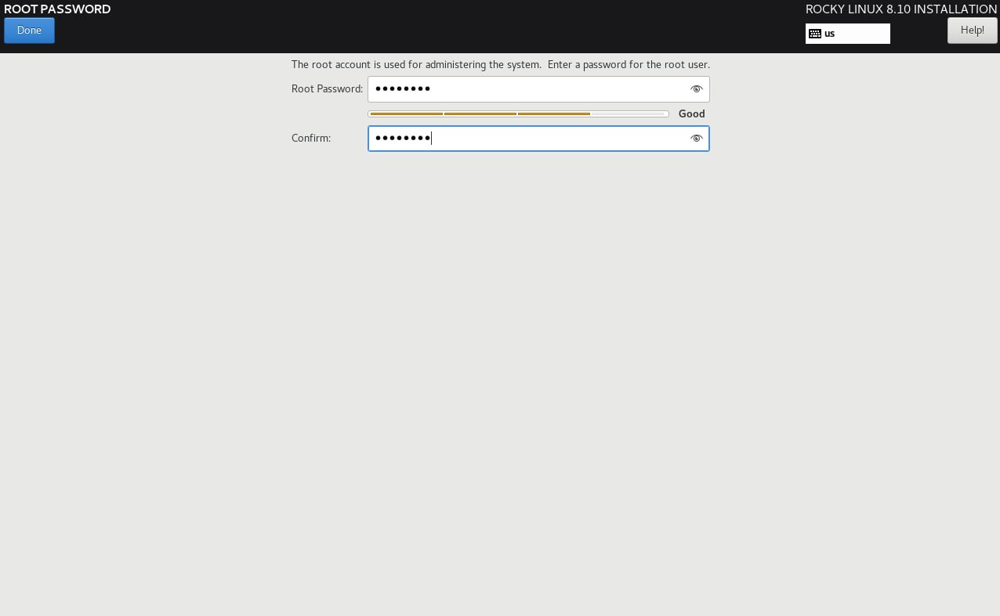 ROOT PASSWORD
ROCKY LINUX 8.10 INSTALLATION
Done
us
Help!
The root account is used for administering the system.  Enter a password for the root user.
Root Password: ●●●●●●●●
Good
Confirm: ●●●●●●●●